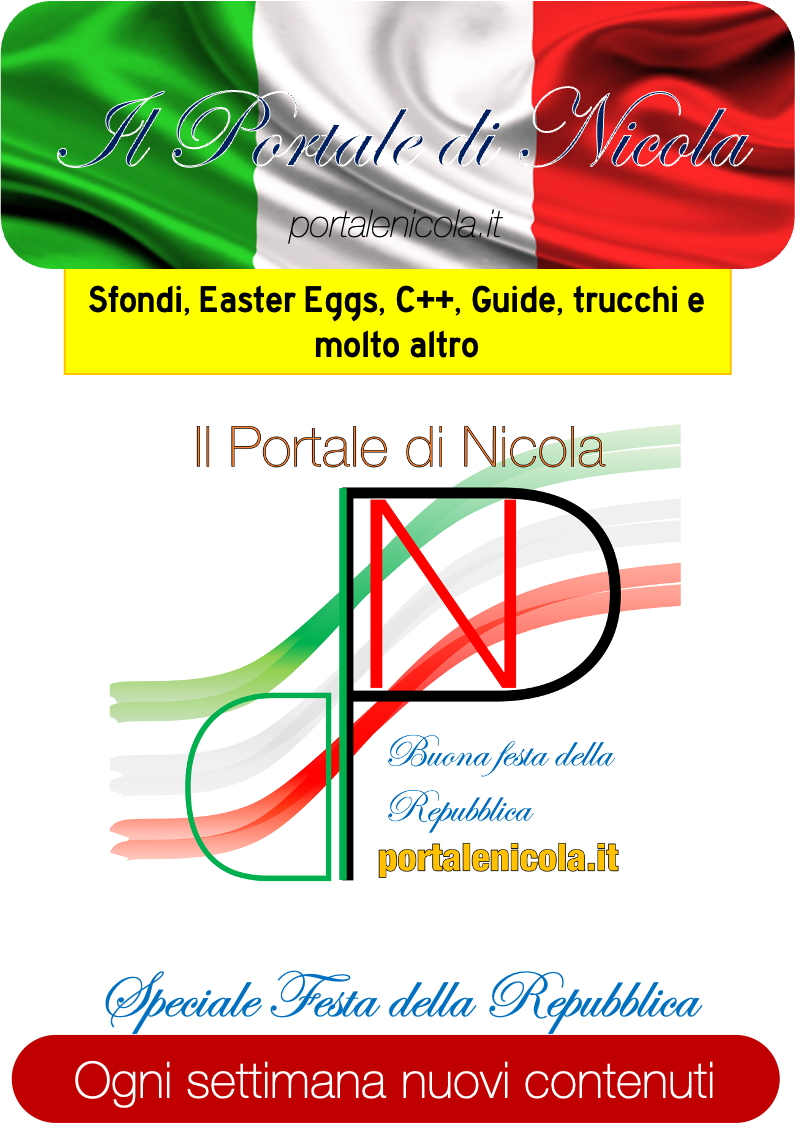 Il Portale di Nicola
portalenicola.it
Sfondi, Easter Eggs, C++, Guide, trucchi e
molto altro
Il Portale di Nicola
N
P
d
Buona festa della
Repubblica
portalenicola.it
Speciale Festa della Repubblica
Ogni settimana nuovi contenuti